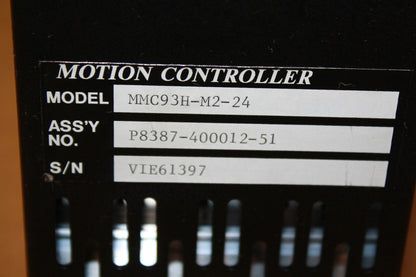 MOTION CONTROLLER
MODEL MMC93H-M2-24
ASS'Y NO. P8387-400012-51
S/N VIE61397